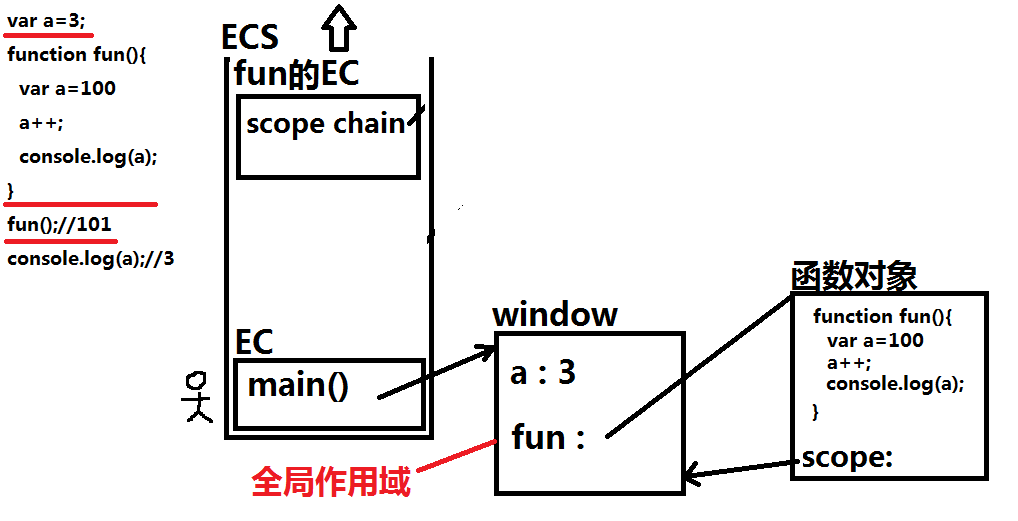 var a=3;
function fun(){
var a=100
a++;
console.log(a);
}
fun();//101
console.log(a);//3
ECS
fun的EC
scope chain
EC
main()
window
a : 3
fun :
全局作用域
函数对象
function fun(){
var a=100
a++;
console.log(a);
}
scope: